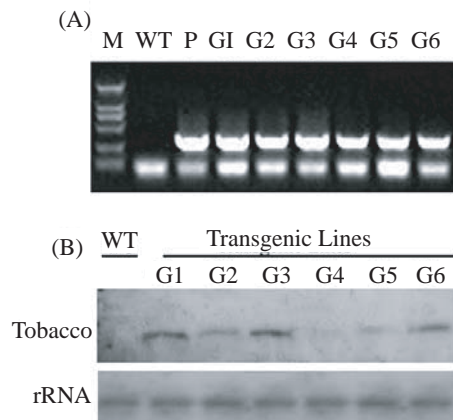 (A)
M WT P GI G2 G3 G4 G5 G6
(B)
WT Transgenic Lines
G1 G2 G3 G4 G5 G6
Tobacco
rRNA